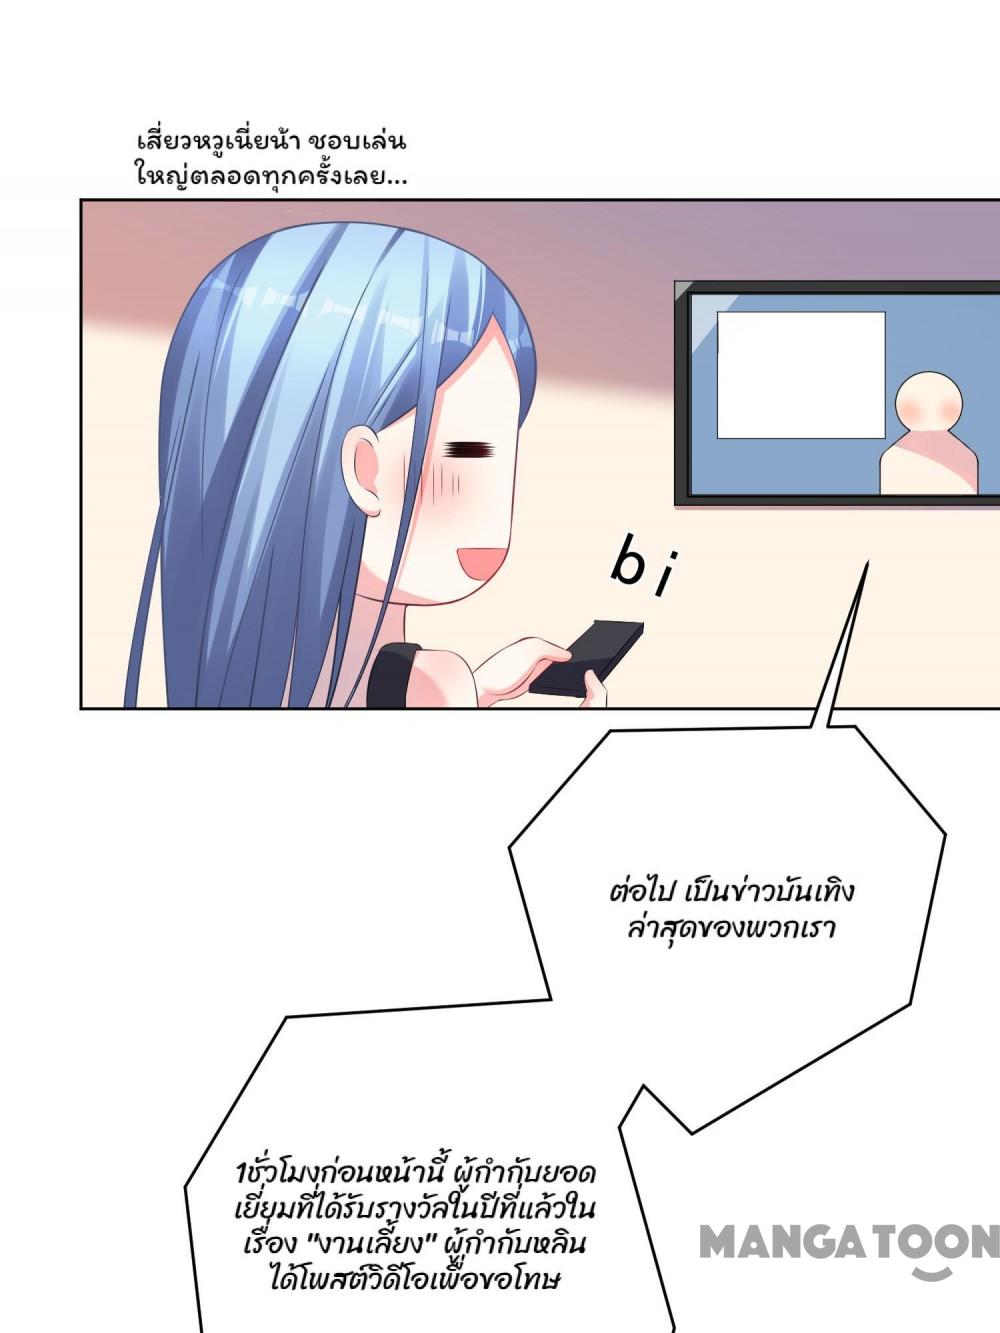 เสี่ยวหวูเนี่ยน้า ชอบเล่น
ใหญ่ตลอดทุกครั้งเลย...
bi
ต่อไป เป็นข่าวบันเทิง
ล่าสุดของพวกเรา
1ชั่วโมงก่อนหน้านี้ ผู้กำกับยอด
เยี่ยมที่ได้รับรางวัลในปีที่แล้วใน
เรื่อง "งานเลี้ยง" ผู้กำกับหลิน
ได้โพสต์วิดีโอเพื่อขอโทษ
MANGATOON